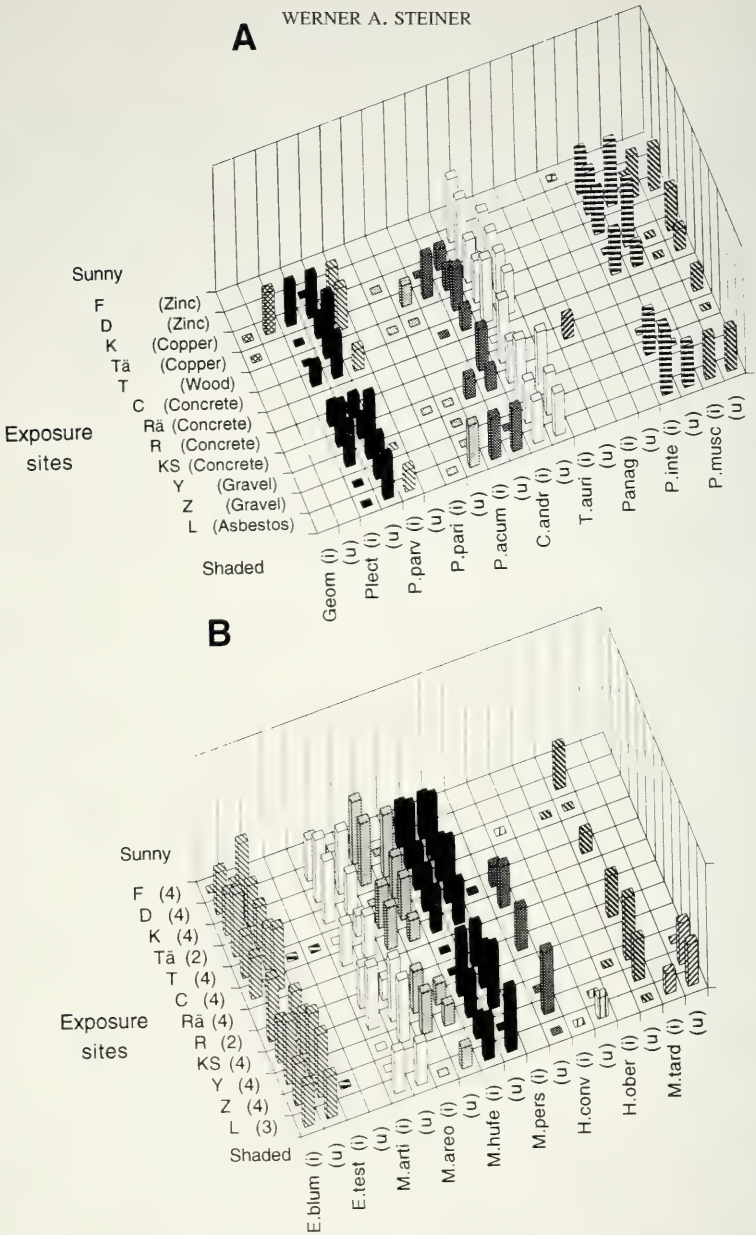 WERNER A. STEINER
A
Sunny
F (Zinc)
D (Zinc)
K (Copper)
Tä (Copper)
T (Wood)
C (Concrete)
Rä (Concrete)
R (Concrete)
KS (Concrete)
Y (Gravel)
Z (Gravel)
L (Asbestos)
Exposure
sites
Shaded
Geom (i)
(u)
Plect (i)
(u)
P.parv (i)
(u)
P.pari (i)
(u)
P.acum (i)
(u)
C.andr (i)
(u)
T.auri (i)
(u)
Panag (i)
(u)
P.inte (i)
(u)
P.musc (i)
(u)
B
Sunny
F (4)
D (4)
K (4)
Tä (2)
T (4)
C (4)
Rä (4)
R (2)
KS (4)
Y (4)
Z (4)
L (3)
Exposure
sites
Shaded
E.blum (i)
(u)
E.test (i)
(u)
M.arti (i)
(u)
M.areo (i)
(u)
M.hufe (i)
(u)
M.pers (i)
(u)
H.conv (i)
(u)
H.ober (i)
(u)
M.tard (i)
(u)